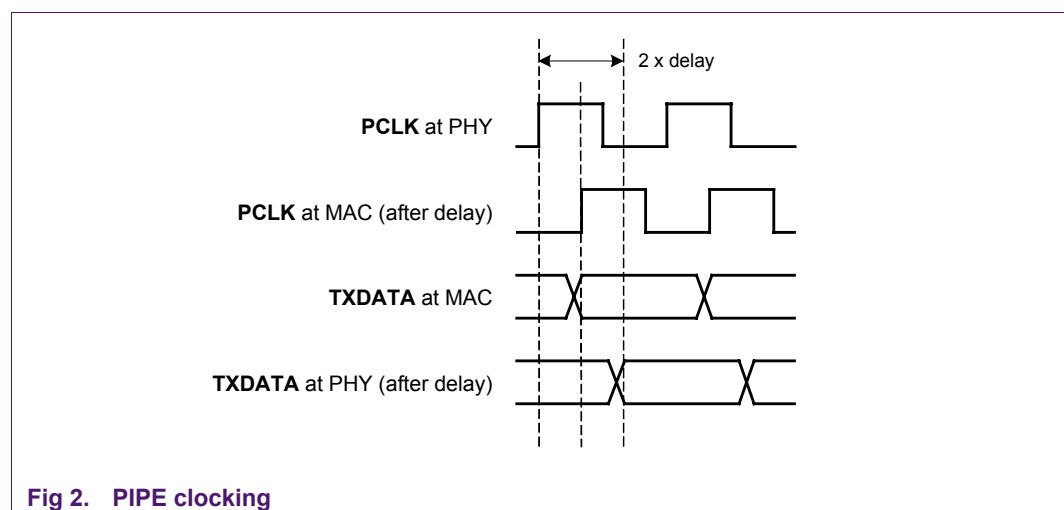 2 x delay
PCLK at PHY
PCLK at MAC (after delay)
TXDATA at MAC
TXDATA at PHY (after delay)
Fig 2. PIPE clocking